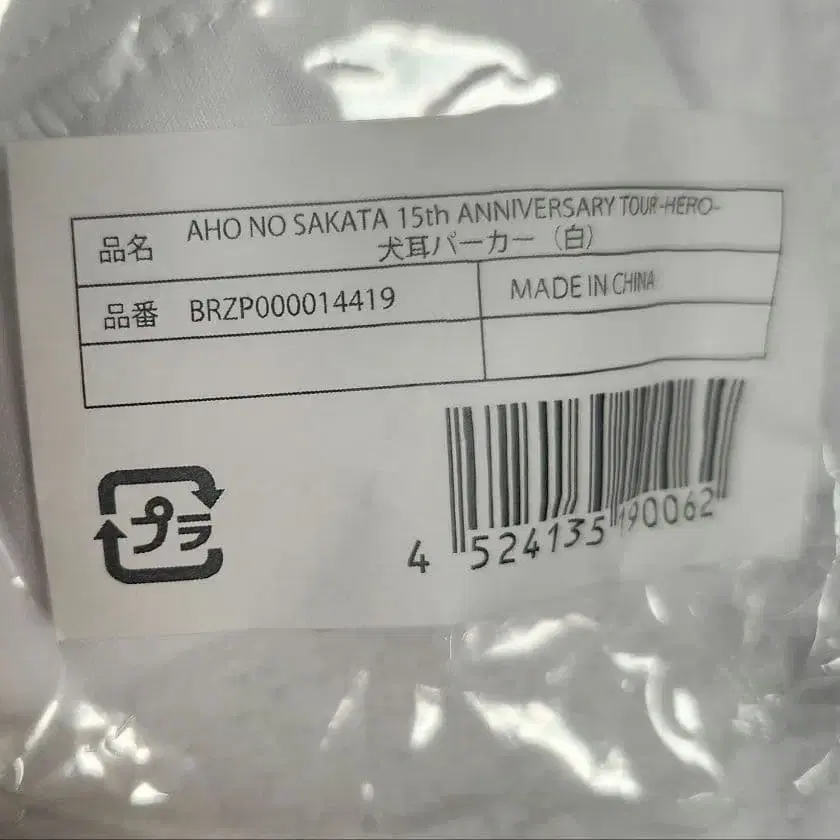 品名
AHO NO SAKATA 15th ANNIVERSARY TOUR-HERO-
犬耳パーカー（白）
品番
BRZP000014419
MADE IN CHINA
プラ
4 524135 190062